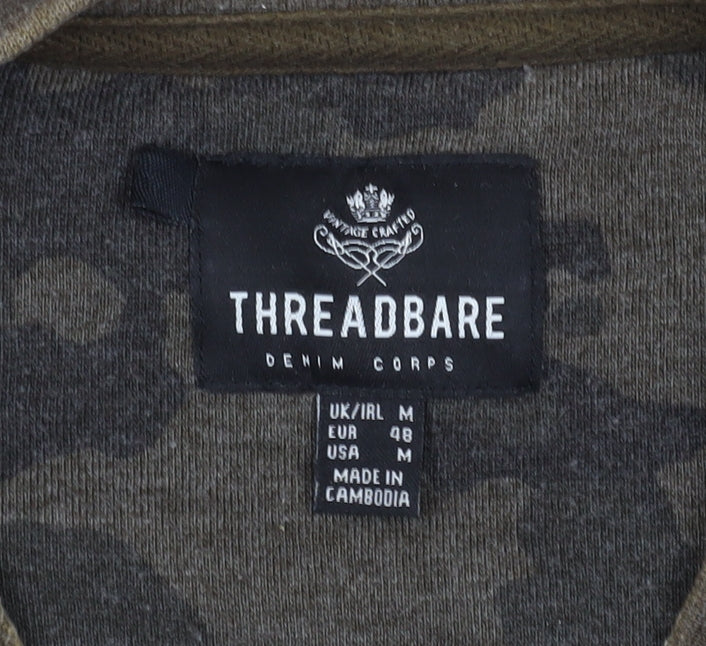 VINTAGE CRAFTED
THREADBARE
DENIM CORPS
UK/IRL M
EUR 48
USA M
MADE IN
CAMBODIA